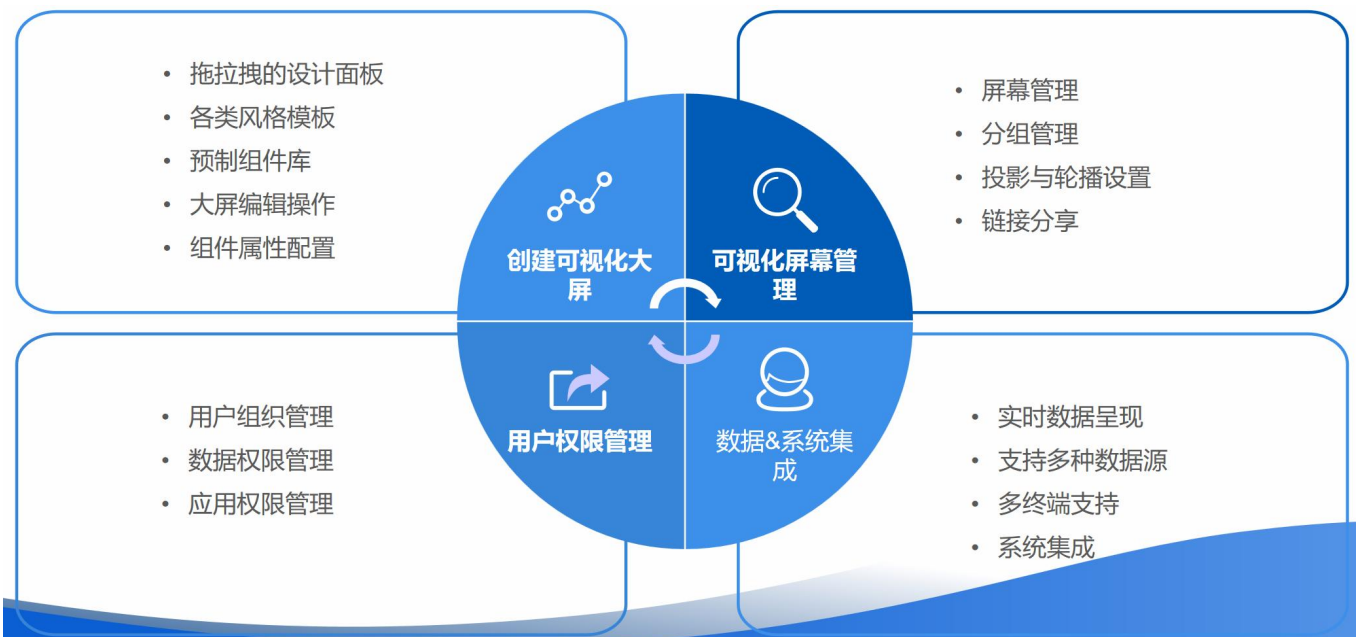 拖拉拽的设计面板
各类风格模板
预制组件库
大屏编辑操作
组件属性配置
创建可视化大
屏
可视化屏幕管
理
屏幕管理
分组管理
投影与轮播设置
链接分享
用户组织管理
数据权限管理
应用权限管理
用户权限管理
数据&系统集
成
实时数据呈现
支持多种数据源
多终端支持
系统集成